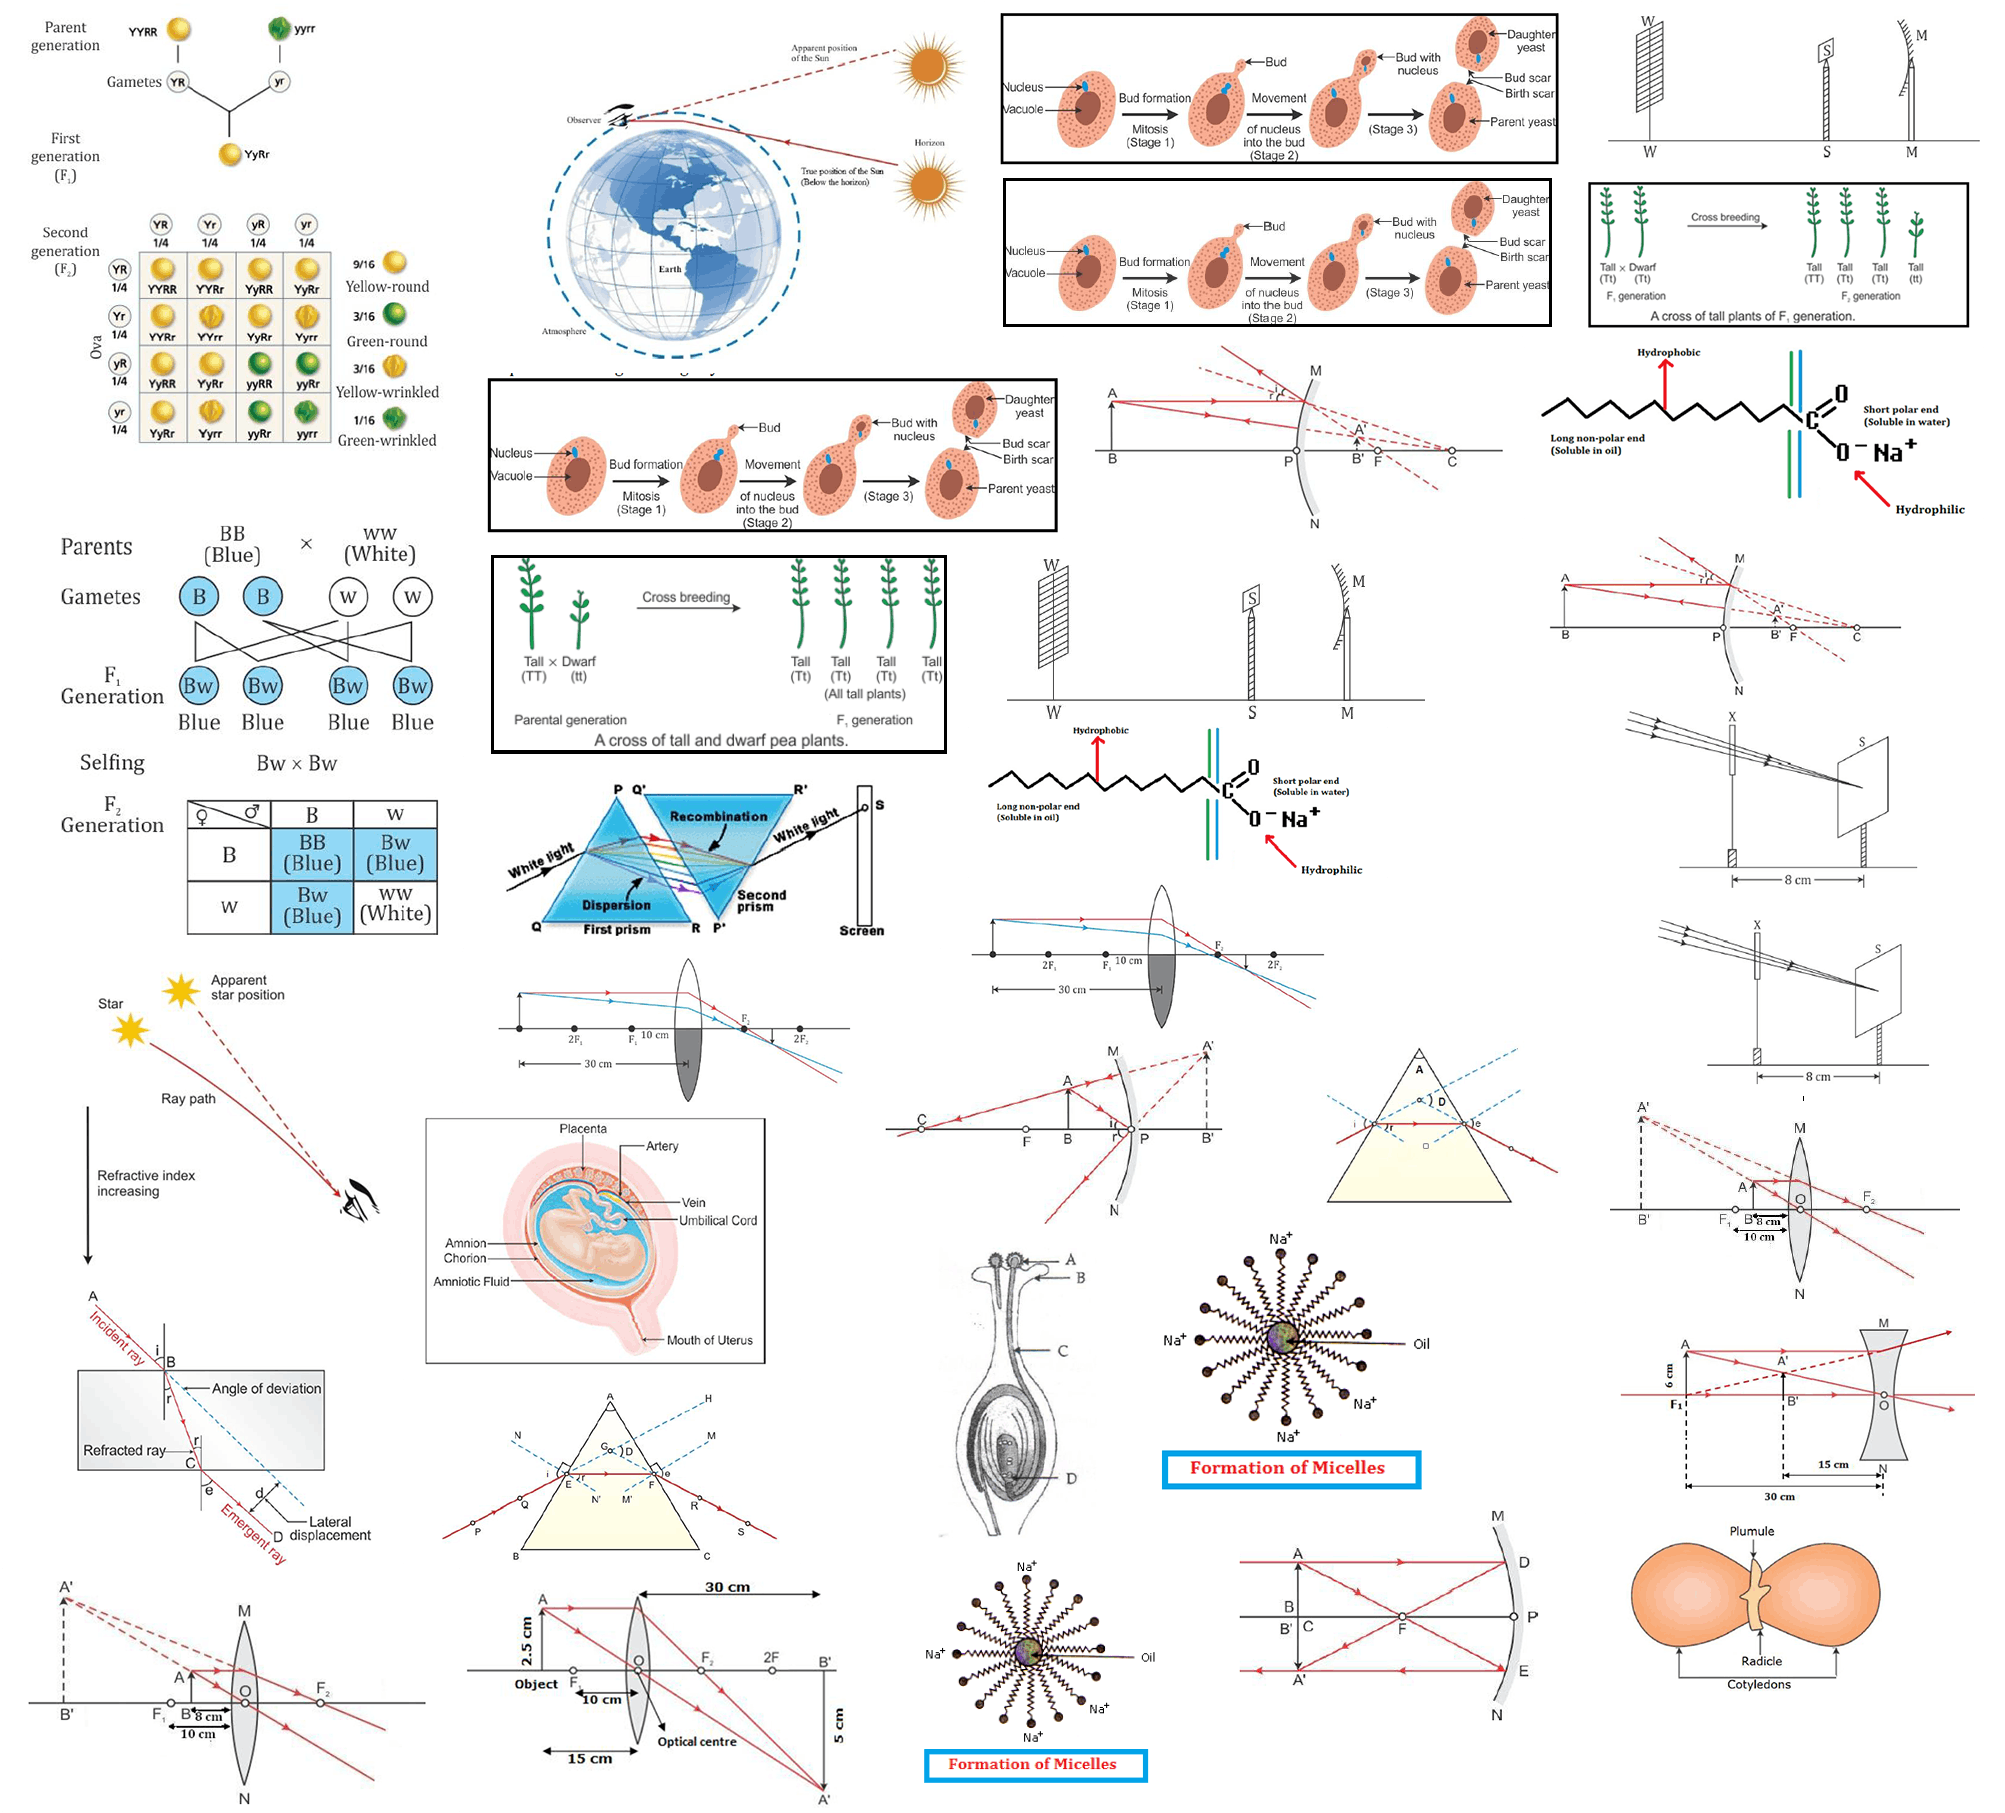 Parent
generation
YYRR
yyrr
Gametes
YR
yr
First
generation
(F₁)
YyRr
Second
generation
(F₂)
YR
Yr
yR
yr
1/4
1/4
1/4
1/4
Ova
YR
1/4
YYRR
YYRr
YyRR
YyRr
Yr
1/4
YYRr
YYrr
YyRr
Yyrr
yR
1/4
YyRR
YyRr
yyRR
yyRr
yr
1/4
YyRr
Yyrr
yyRr
yyrr
9/16
Yellow-round
3/16
Green-round
3/16
Yellow-wrinkled
1/16
Green-wrinkled
Apparent position
of the Sun
Observer
Horizon
True position of the Sun
(Below the horizon)
Earth
Atmosphere
Nucleus
Vacuole
Bud formation
Mitosis
(Stage 1)
Bud
Movement
of nucleus
into the bud
(Stage 2)
Bud with
nucleus
(Stage 3)
Daughter
yeast
Bud scar
Birth scar
Parent yeast
W
S
M
W
S
M
Nucleus
Vacuole
Bud formation
Mitosis
(Stage 1)
Bud
Movement
of nucleus
into the bud
(Stage 2)
Bud with
nucleus
(Stage 3)
Daughter
yeast
Bud scar
Birth scar
Parent yeast
Cross breeding
Tall × Dwarf
(Tt) (Tt)
F₁ generation
Tall Tall Tall Tall
(TT) (Tt) (Tt) (tt)
F₂ generation
A cross of tall plants of F₁ generation.
Nucleus
Vacuole
Bud formation
Mitosis
(Stage 1)
Bud
Movement
of nucleus
into the bud
(Stage 2)
Bud with
nucleus
(Stage 3)
Daughter
yeast
Bud scar
Birth scar
Parent yeast
M
A
i
r
A'
B
P
B'
F
C
N
Hydrophobic
Long non-polar end
(Soluble in oil)
C
O
O⁻ Na⁺
Short polar end
(Soluble in water)
Hydrophilic
Parents
BB
(Blue)
×
ww
(White)
Gametes
B B w w
F₁
Generation
Bw Bw Bw Bw
Blue Blue Blue Blue
Selfing
Bw × Bw
F₂
Generation
♀ ♂ B w
B
BB
(Blue)
Bw
(Blue)
w
Bw
(Blue)
ww
(White)
Cross breeding
Tall × Dwarf
(TT) (tt)
Tall Tall Tall Tall
(Tt) (Tt) (Tt) (Tt)
(All tall plants)
Parental generation
F₁ generation
A cross of tall and dwarf pea plants.
W
S
M
W
S
M
M
A
i
r
A'
B
P
B'
F
C
N
Hydrophobic
Long non-polar end
(Soluble in oil)
C
O
O⁻ Na⁺
Short polar end
(Soluble in water)
Hydrophilic
X
S
8 cm
P Q' R'
S
Recombination
White light
White light
Dispersion
Second
prism
Q First prism R P'
Screen
2F₁
F₁
10 cm
F₂
2F₂
30 cm
X
S
8 cm
Star
Apparent
star position
Ray path
Refractive index
increasing
2F₁
F₁
10 cm
F₂
2F₂
30 cm
M
A'
A
C
F
B
i
r
P
B'
N
A
D
i
r
e
A'
M
A
O
F₂
B'
F₁
B
8 cm
10 cm
N
Placenta
Artery
Vein
Umbilical Cord
Amnion
Chorion
Amniotic Fluid
Mouth of Uterus
A
B
C
D
Na⁺
Na⁺
Oil
Na⁺
Na⁺
Formation of Micelles
M
A
6 cm
A'
F₁
B'
O
15 cm
N
30 cm
A
Incident ray
i
B
Angle of deviation
r
Refracted ray
r
C
e
d
Lateral
displacement
D
Emergent ray
A
H
N
G
D
M
i
E
r
F
e
N'
M'
Q
R
P
S
B
C
A'
M
A
O
F₂
B'
F₁
B
8 cm
10 cm
N
30 cm
A
2.5 cm
O
F₂
2F
B'
Object
F₁
10 cm
Optical centre
5 cm
15 cm
A'
Na⁺
Na⁺
Oil
Na⁺
Na⁺
Formation of Micelles
M
A
D
B
B'
C
F
P
A'
E
N
Plumule
Radicle
Cotyledons